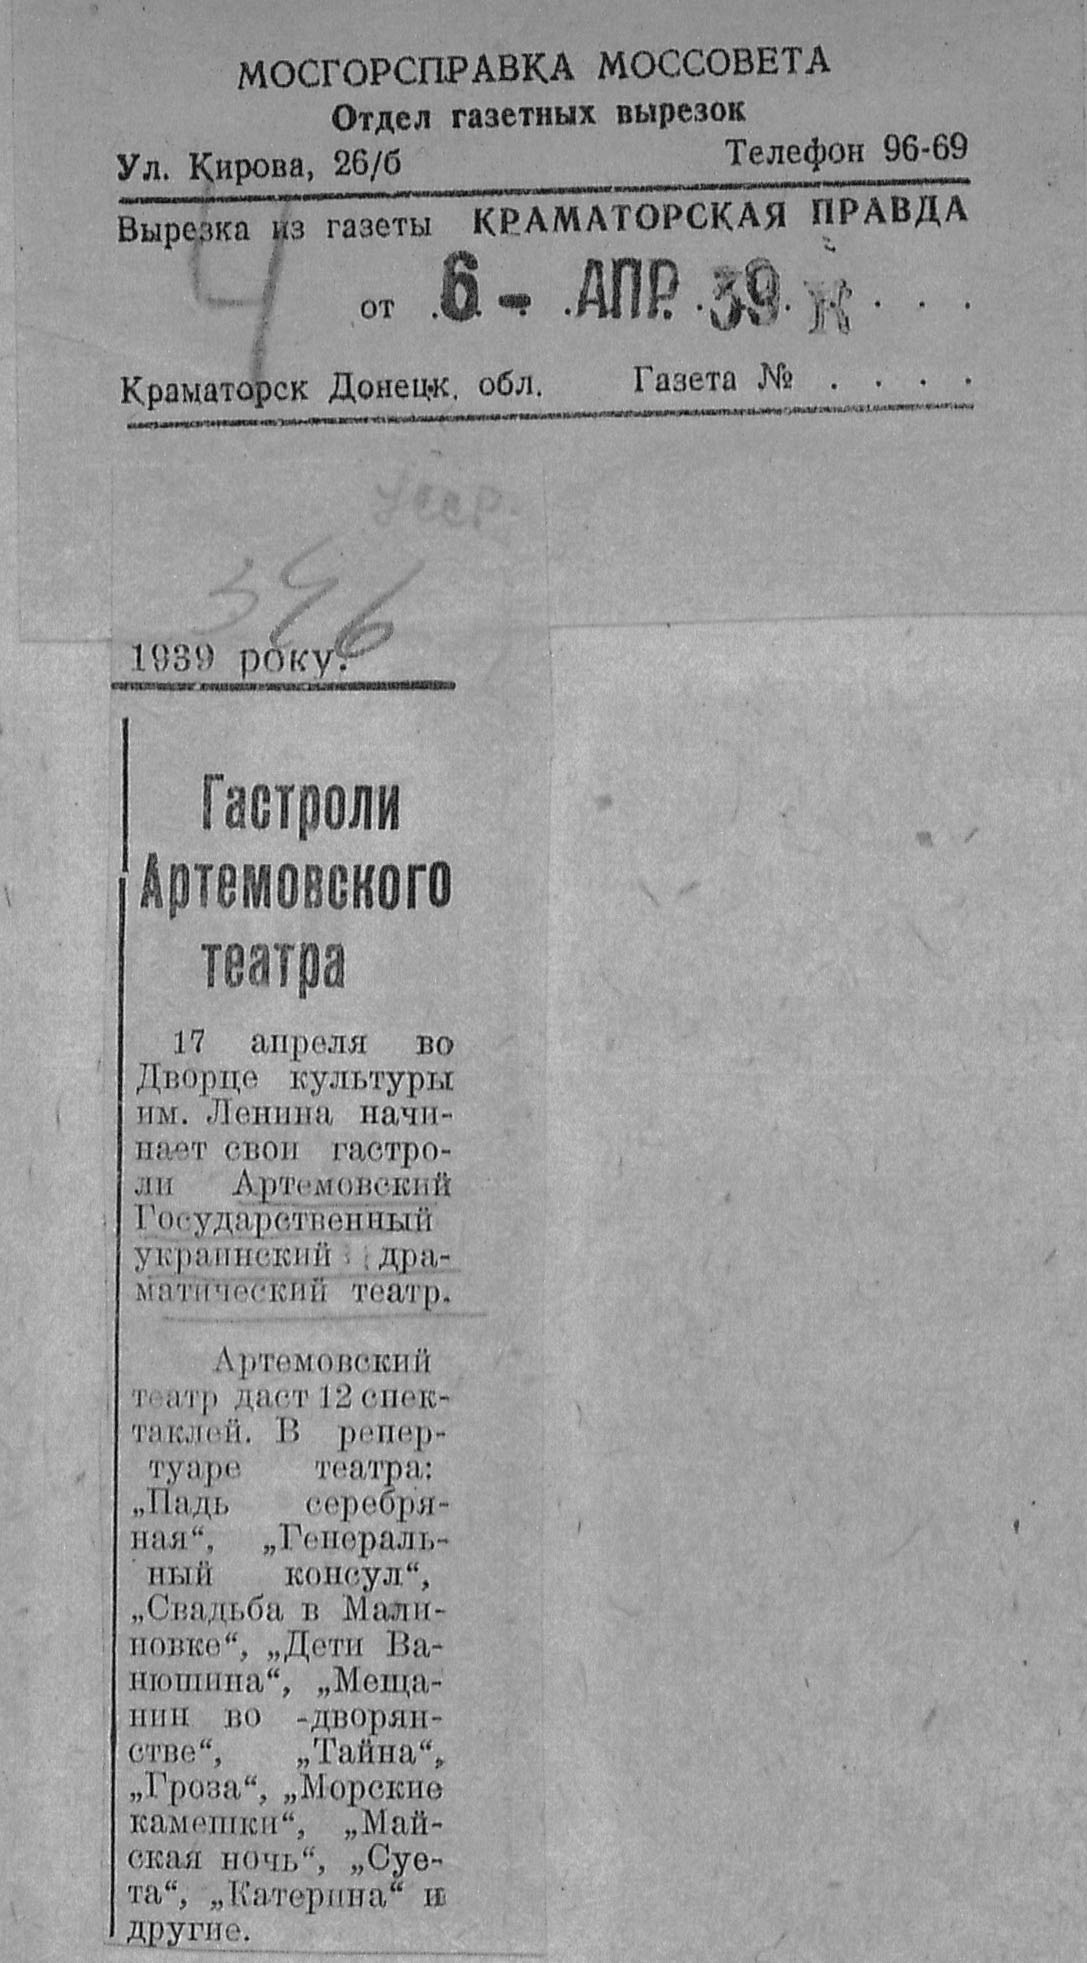 МОСГОРСПРАВКА МОССОВЕТА
Отдел газетных вырезок
Ул. Кирова, 26/б Телефон 96-69
Вырезка из газеты КРАМАТОРСКАЯ ПРАВДА
от 6 - АПР. 39
Краматорск Донецк. обл. Газета № . . . .
4
УССР.
346
1939 року.
Гастроли
Артемовского
театра
17 апреля во
Дворце культуры
им. Ленина начи-
нает свои гастро-
ли Артемовский
Государственный
украинский дра-
матический театр.
Артемовский
театр даст 12 спек-
таклей. В репер-
туаре театра:
„Падь серебря-
ная“, „Генераль-
ный консул“,
„Свадьба в Мали-
новке“, „Дети Ва-
нюшина“, „Меща-
нин во -дворян-
стве“, „Тайна“,
„Гроза“, „Морские
камешки“, „Май-
ская ночь“, „Суе-
та“, „Катерина“ и
другие.